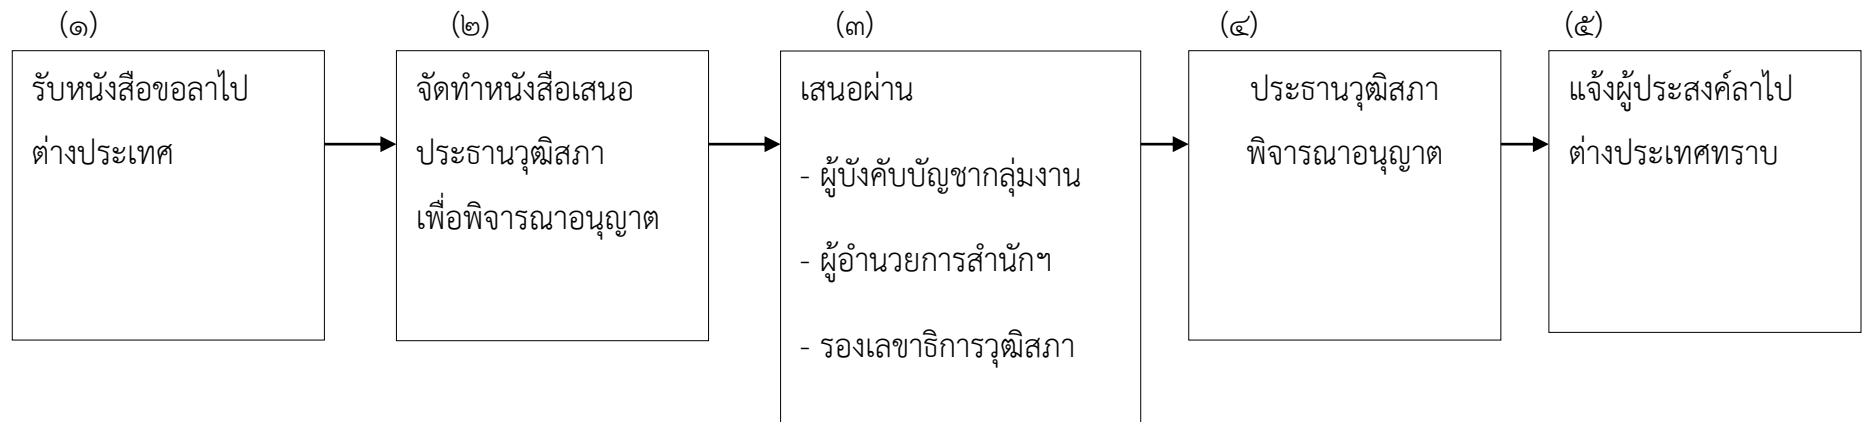 (๑)
รับหนังสือขอลาไป
ต่างประเทศ
(๒)
จัดทำหนังสือเสนอ
ประธานวุฒิสภา
เพื่อพิจารณาอนุญาต
(๓)
เสนอผ่าน
- ผู้บังคับบัญชากลุ่มงาน
- ผู้อำนวยการสำนักฯ
- รองเลขาธิการวุฒิสภา
(๔)
ประธานวุฒิสภา
พิจารณาอนุญาต
(๕)
แจ้งผู้ประสงค์ลาไป
ต่างประเทศทราบ